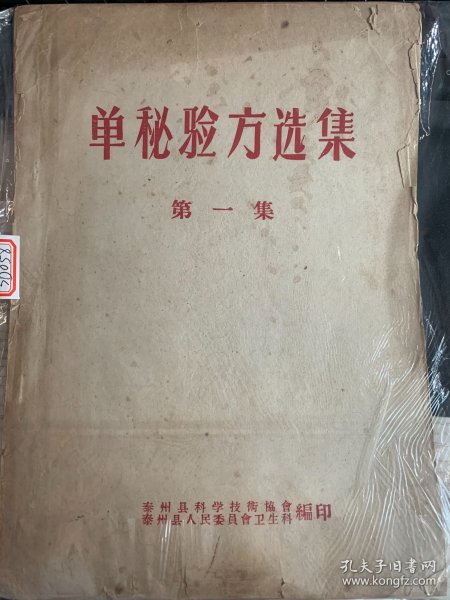 单秘验方选集
第一集
泰州县科学技術協會
泰州县人民委員會卫生科
編印
孔夫子旧书网
www.kongfz.com